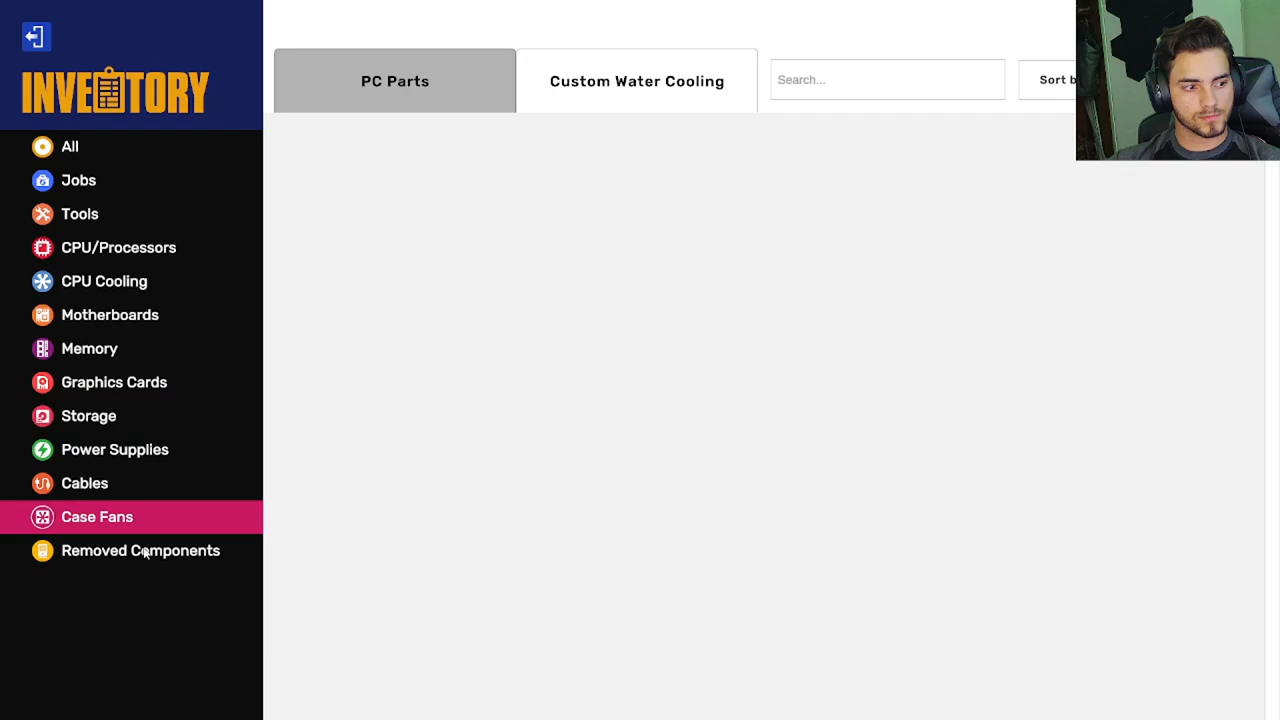 INVENTORY
PC Parts
Custom Water Cooling
Search...
Sort b
All
Jobs
Tools
CPU/Processors
CPU Cooling
Motherboards
Memory
Graphics Cards
Storage
Power Supplies
Cables
Case Fans
Removed Components